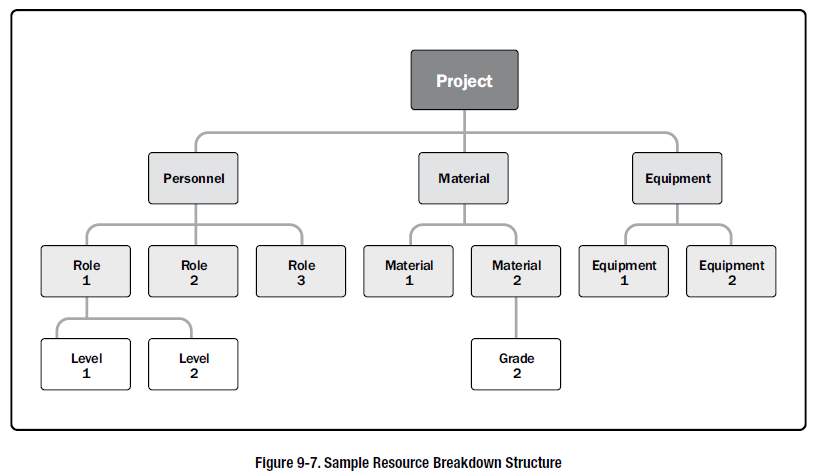 Project
Personnel
Material
Equipment
Role
1
Role
2
Role
3
Material
1
Material
2
Equipment
1
Equipment
2
Level
1
Level
2
Grade
2
Figure 9-7. Sample Resource Breakdown Structure